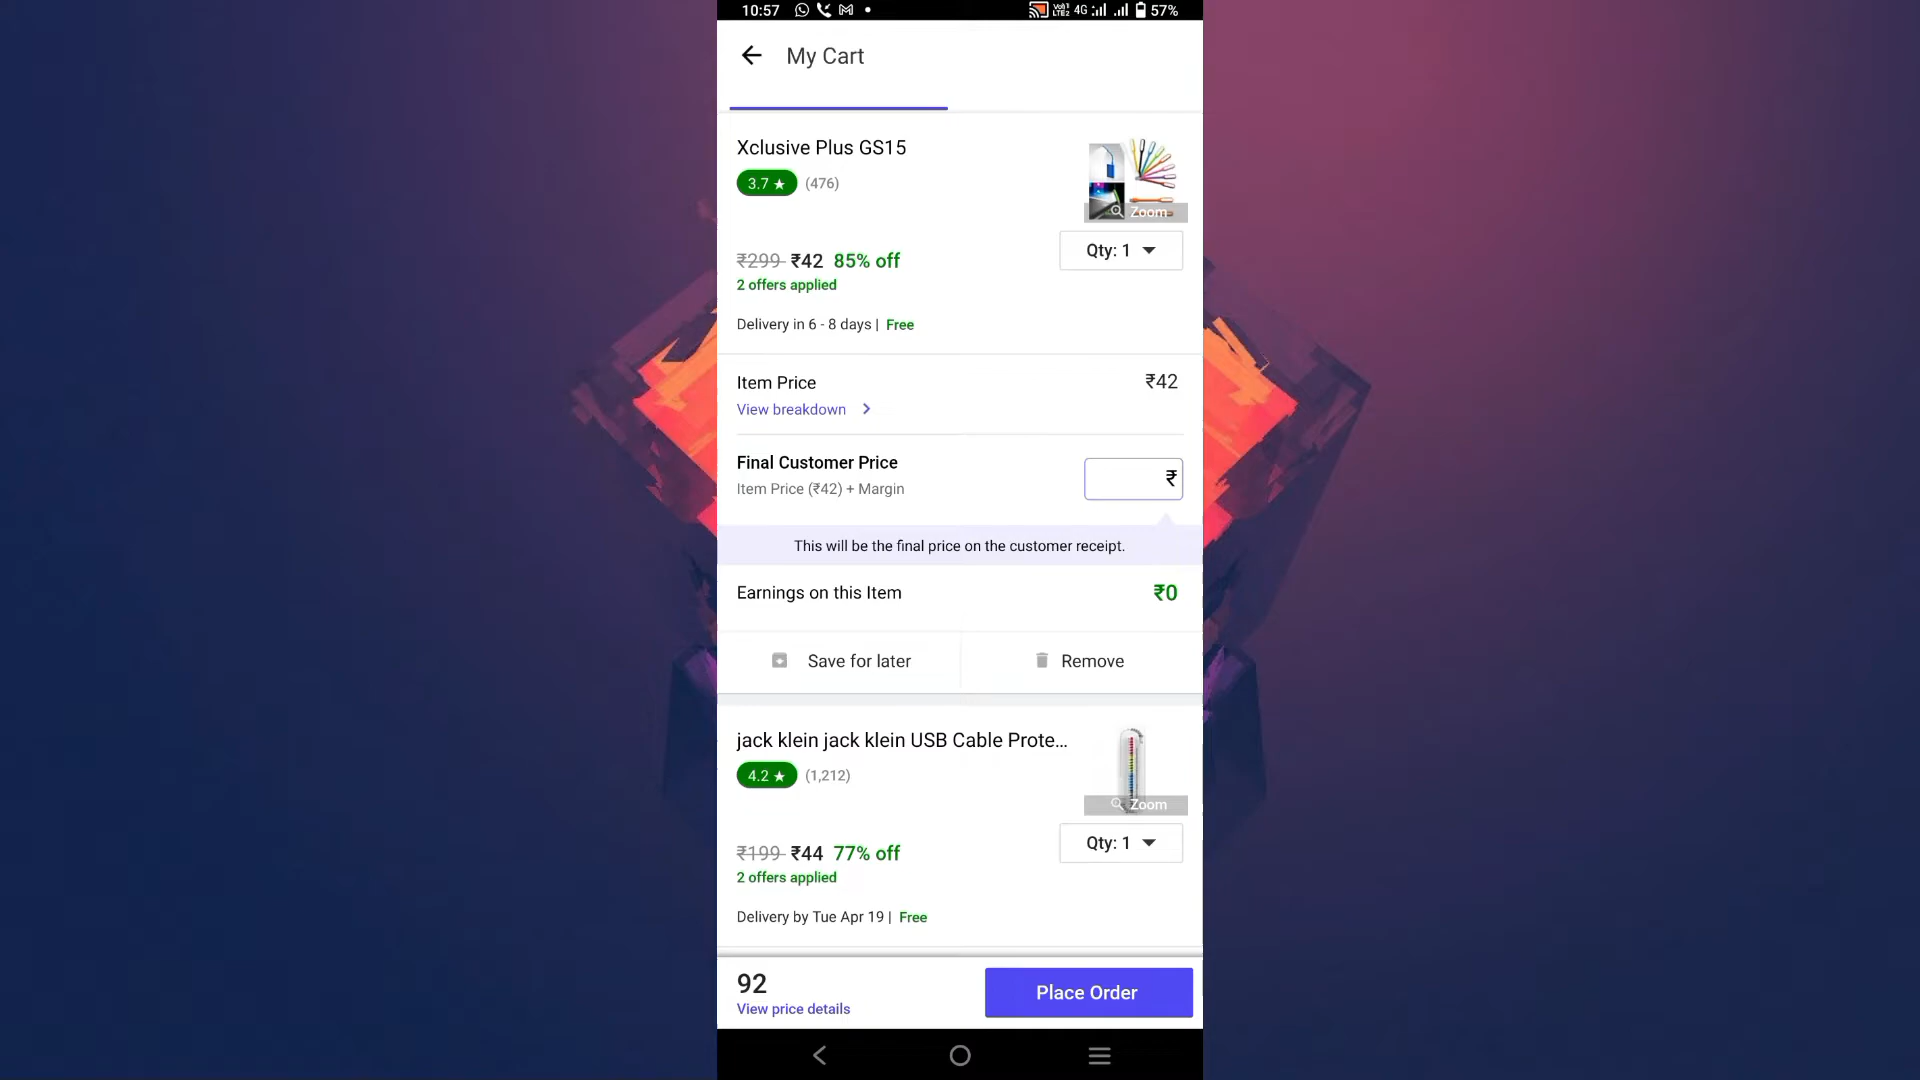 10:57 4G 57%
My Cart
Xclusive Plus GS15
3.7 ★ (476)
Zoom
Qty: 1
₹299 ₹42 85% off
2 offers applied
Delivery in 6 - 8 days | Free
Item Price ₹42
View breakdown
Final Customer Price
₹
Item Price (₹42) + Margin
This will be the final price on the customer receipt.
Earnings on this Item ₹0
Save for later Remove
jack klein jack klein USB Cable Prote...
4.2 ★ (1,212)
Zoom
Qty: 1
₹199 ₹44 77% off
2 offers applied
Delivery by Tue Apr 19 | Free
92
View price details
Place Order